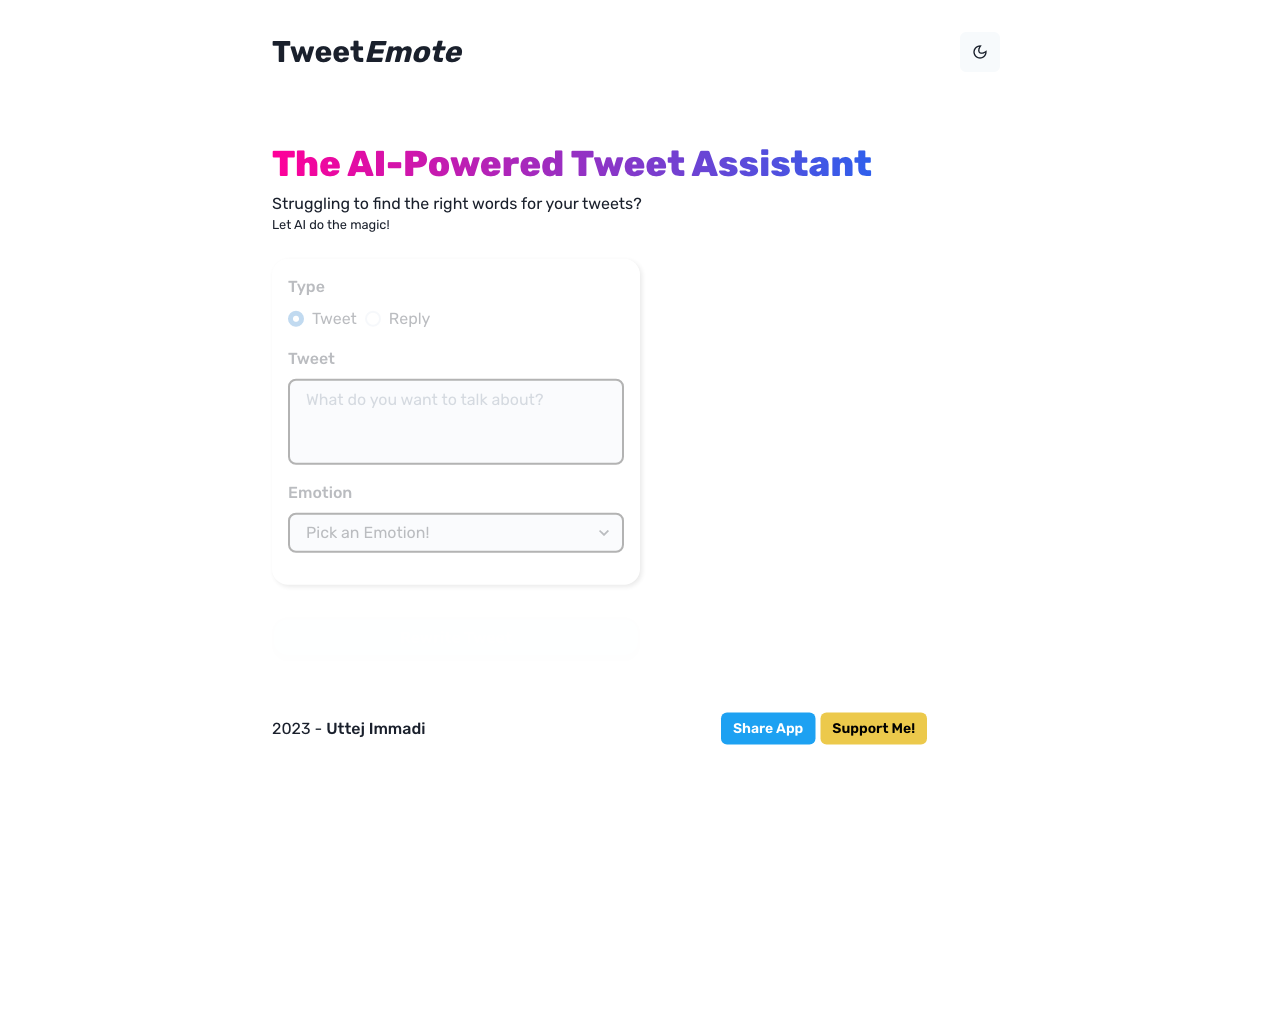 TweetEmote
The AI-Powered Tweet Assistant
Struggling to find the right words for your tweets?
Let AI do the magic!
Type
Tweet Reply
Tweet
What do you want to talk about?
Emotion
Pick an Emotion!
2023 - Uttej Immadi
Share App Support Me!